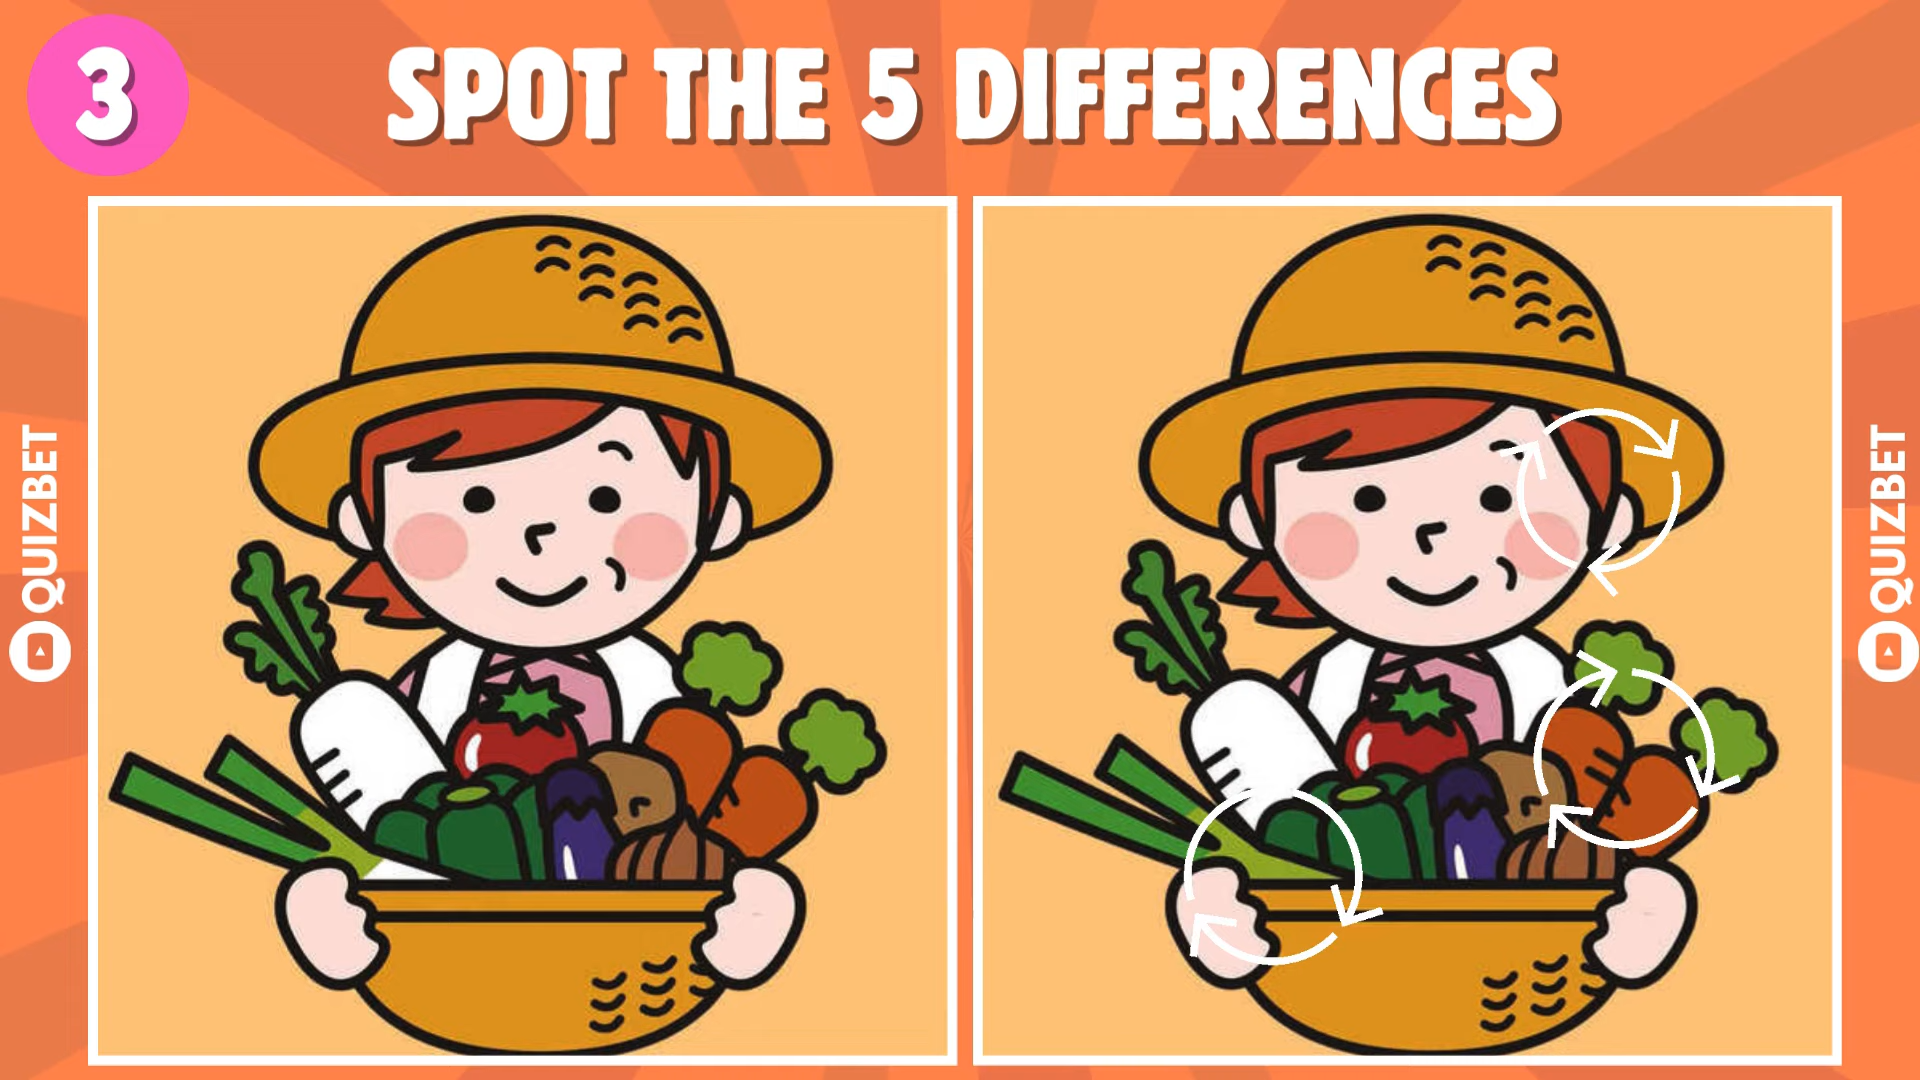 3
SPOT THE 5 DIFFERENCES
QUIZBET
QUIZBET